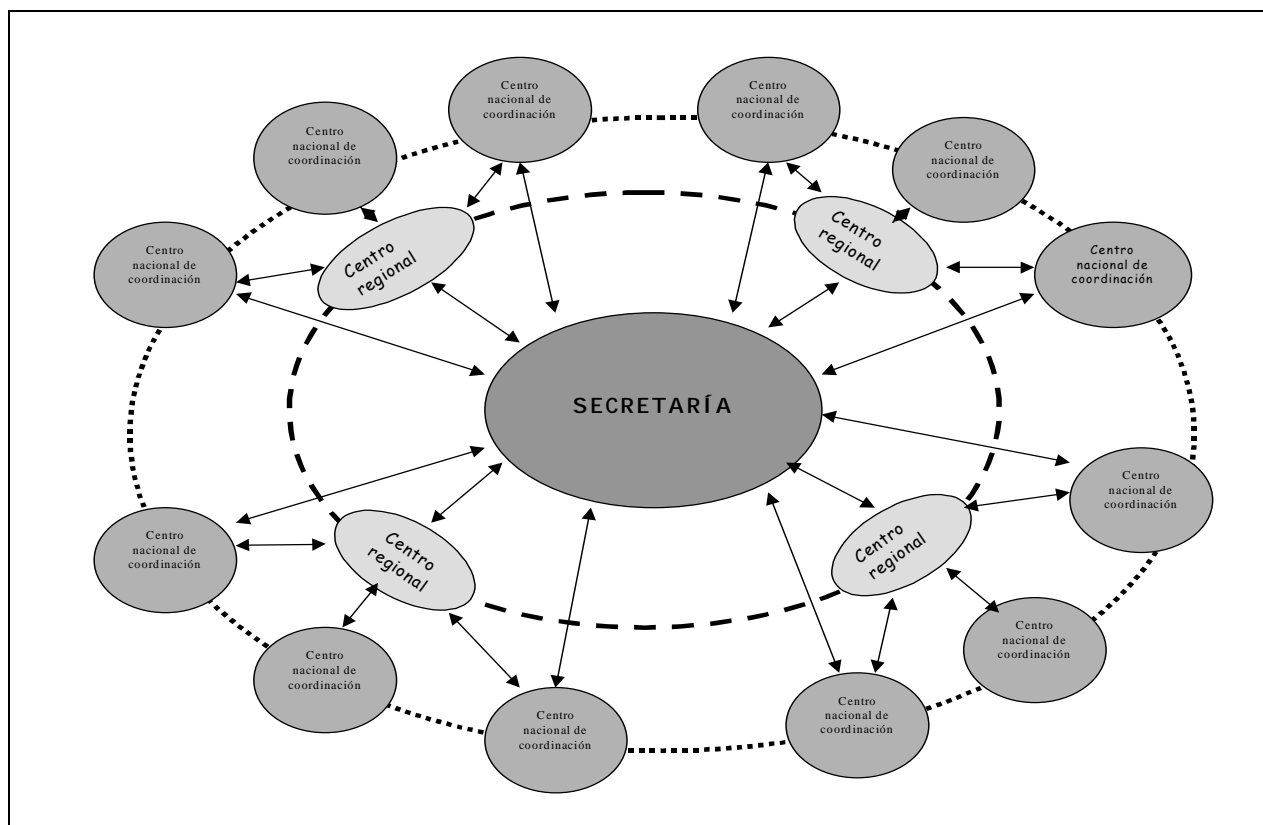 Centro
nacional de
coordinación
Centro
nacional de
coordinación
Centro
nacional de
coordinación
Centro
nacional de
coordinación
Centro
regional
Centro
regional
Centro
nacional de
coordinación
Centro
nacional de
coordinación
SECRETARÍA
Centro
nacional de
coordinación
Centro
nacional de
coordinación
Centro
regional
Centro
regional
Centro
nacional de
coordinación
Centro
nacional de
coordinación
Centro
nacional de
coordinación
Centro
nacional de
coordinación